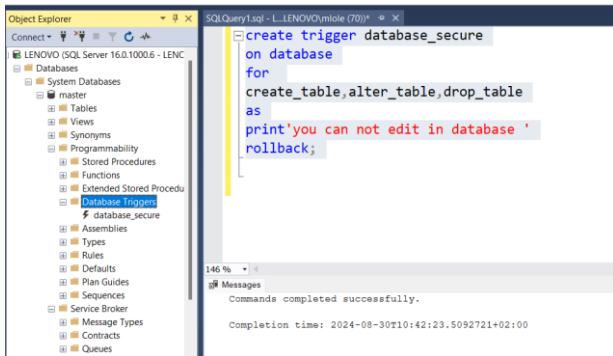 Object Explorer
Connect
LENOVO (SQL Server 16.0.1000.6 - LENC
Databases
System Databases
master
Tables
Views
Synonyms
Programmability
Stored Procedures
Functions
Extended Stored Procedu
Database Triggers
database_secure
Assemblies
Types
Rules
Defaults
Plan Guides
Sequences
Service Broker
Message Types
Contracts
Queues
SQLQuery1.sql - L...LENOVO\mlole (70))*
create trigger database_secure
on database
for
create_table,alter_table,drop_table
as
print'you can not edit in database '
rollback;
146 %
Messages
Commands completed successfully.
Completion time: 2024-08-30T10:42:23.5092721+02:00